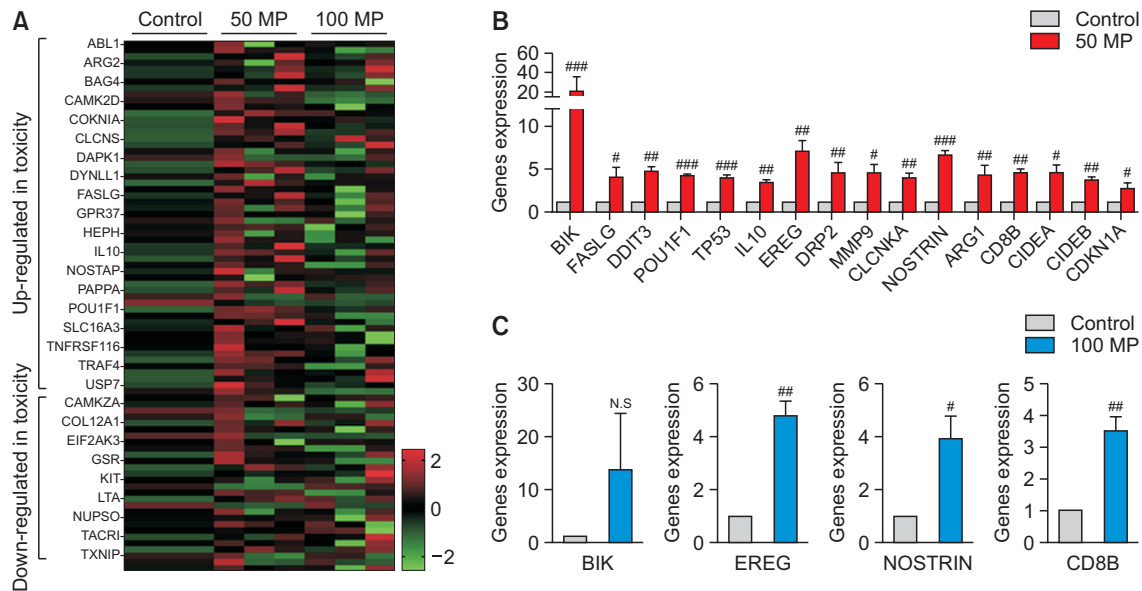 A
Control 50 MP 100 MP
Up-regulated in toxicity
Down-regulated in toxicity
ABL1
ARG2
BAG4
CAMK2D
COKNIA
CLCNS
DAPK1
DYNLL1
FASLG
GPR37
HEPH
IL10
NOSTAP
PAPPA
POU1F1
SLC16A3
TNFRSF116
TRAF4
USP7
CAMKZA
COL12A1
EIF2AK3
GSR
KIT
LTA
NUPSO
TACRI
TXNIP
2
0
−2
B
Control
50 MP
Genes expression
60
40
20
10
5
0
### # ## ### ### ## ## ## # ## ### ## ## # ## #
BIK FASLG DDIT3 POU1F1 TP53 IL10 EREG DRP2 MMP9 CLCNKA NOSTRIN ARG1 CD8B CIDEA CIDEB CDKN1A
C
Control
100 MP
Genes expression
30
20
10
0
N.S
BIK
Genes expression
6
4
2
0
##
EREG
Genes expression
6
4
2
0
#
NOSTRIN
Genes expression
5
4
3
2
1
0
##
CD8B